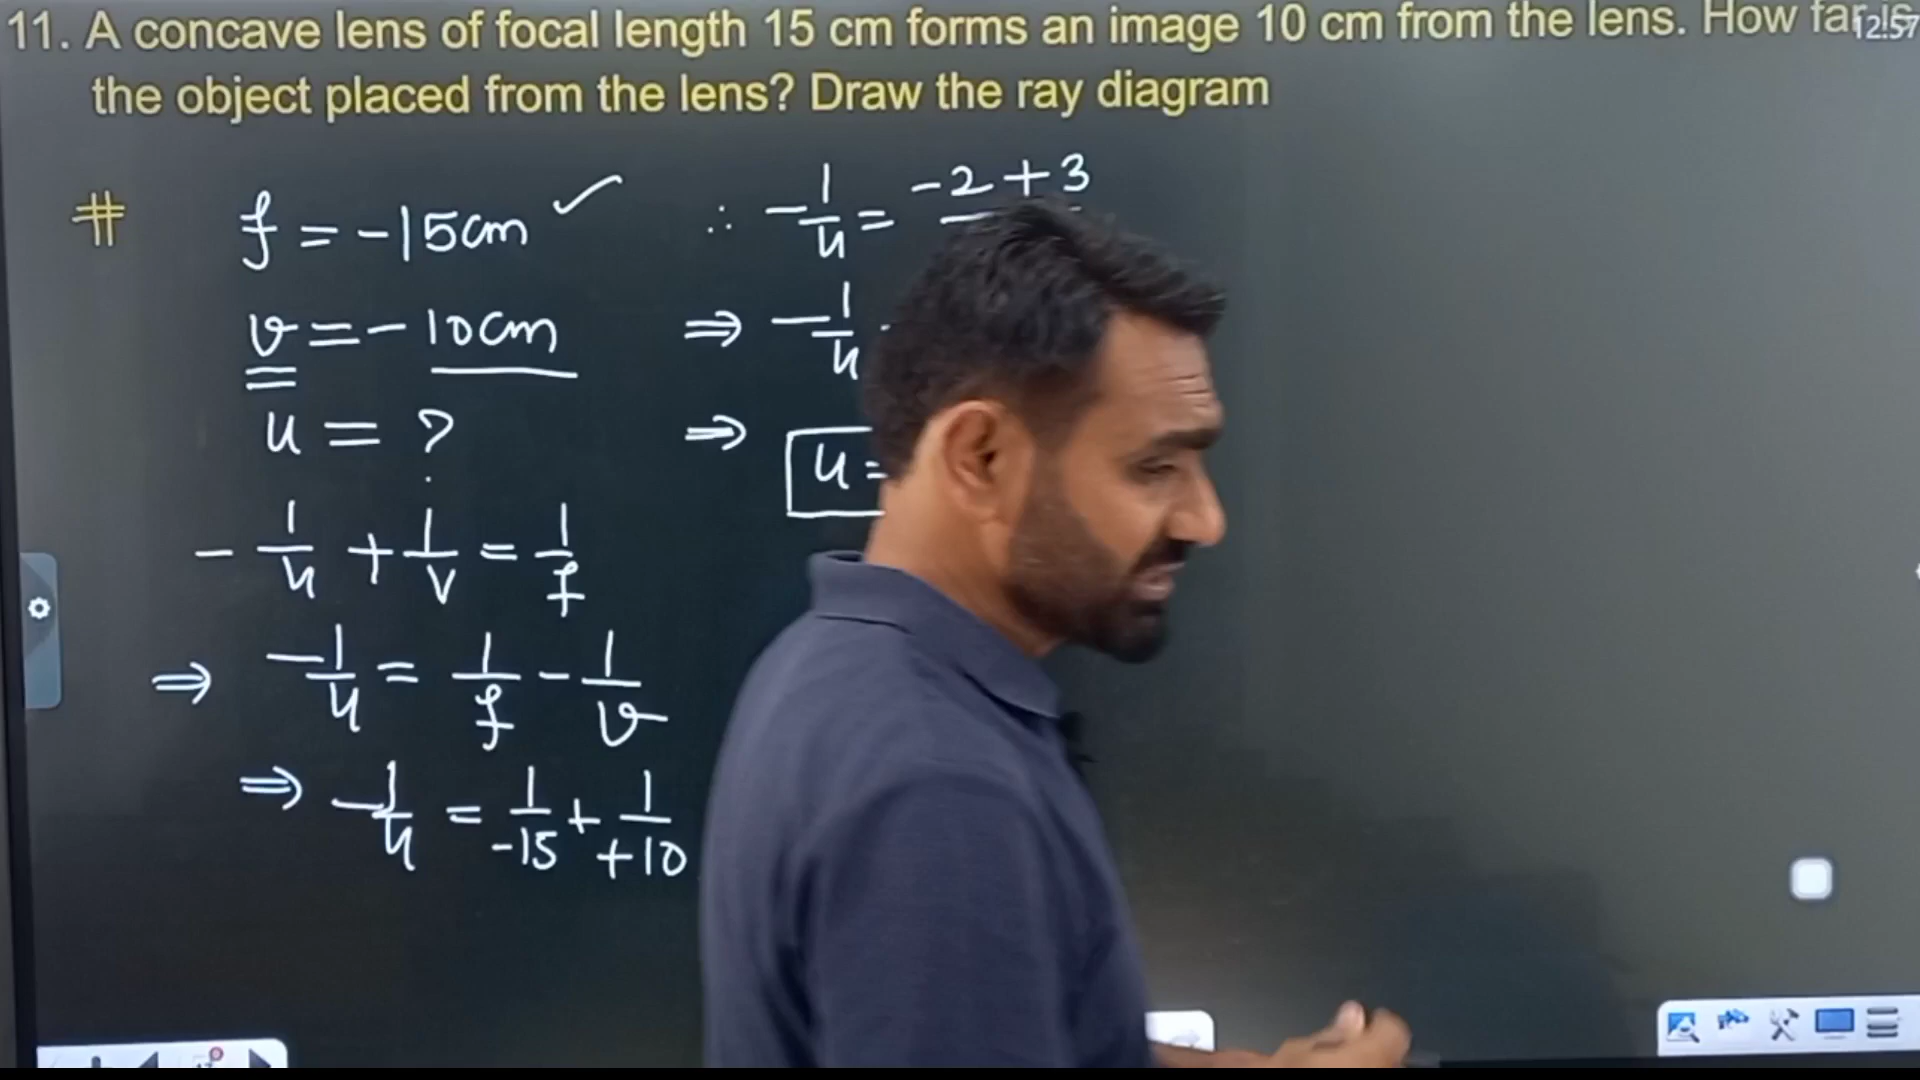 11. A concave lens of focal length 15 cm forms an image 10 cm from the lens. How far is
12:57
the object placed from the lens? Draw the ray diagram
# f = -15cm ✓
v = - 10cm
u = ?
- 1/u + 1/v = 1/f
⇒ - 1/u = 1/f - 1/v
⇒ - 1/u = 1/-15 + 1/+10
∴ - 1/u = -2 + 3
⇒ - 1/u
⇒ u =